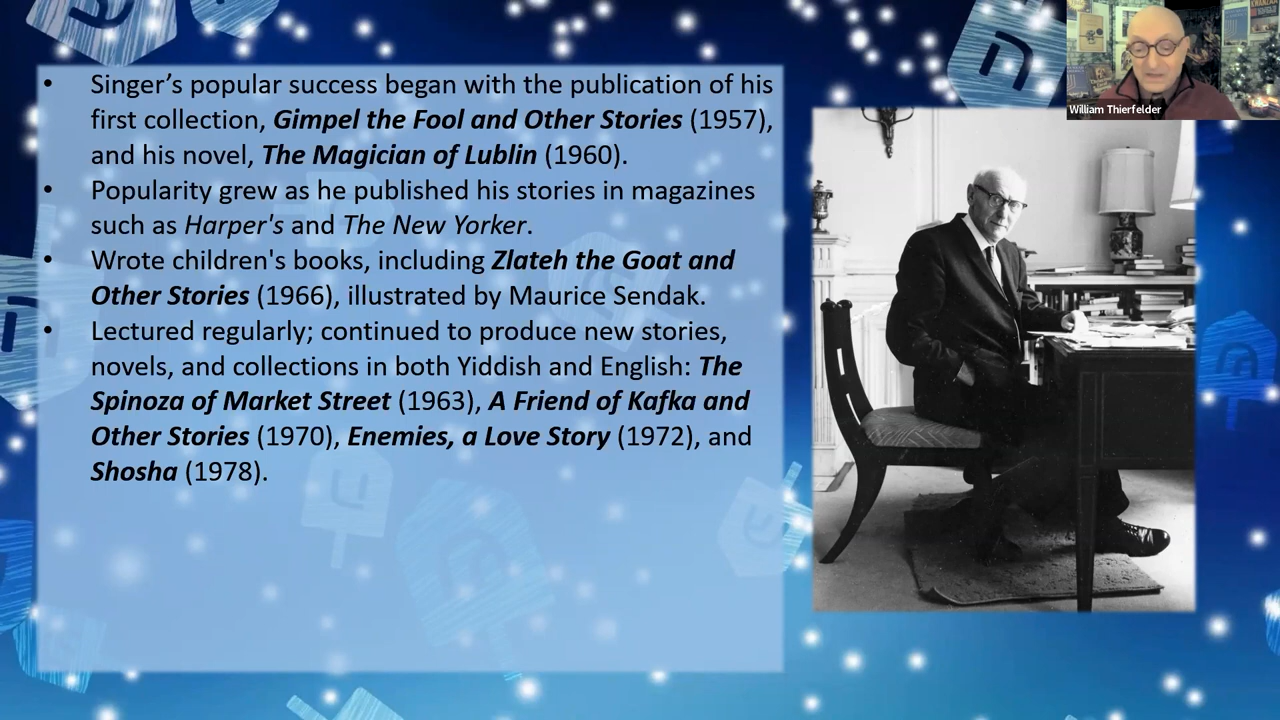 • Singer’s popular success began with the publication of his
first collection, Gimpel the Fool and Other Stories (1957),
and his novel, The Magician of Lublin (1960).
• Popularity grew as he published his stories in magazines
such as Harper's and The New Yorker.
• Wrote children's books, including Zlateh the Goat and
Other Stories (1966), illustrated by Maurice Sendak.
• Lectured regularly; continued to produce new stories,
novels, and collections in both Yiddish and English: The
Spinoza of Market Street (1963), A Friend of Kafka and
Other Stories (1970), Enemies, a Love Story (1972), and
Shosha (1978).
William Thierfelder